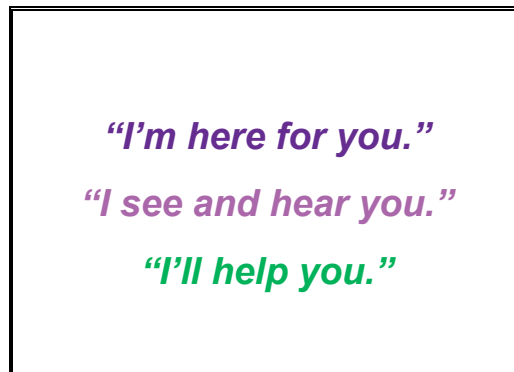 “I’m here for you.”
“I see and hear you.”
“I’ll help you.”